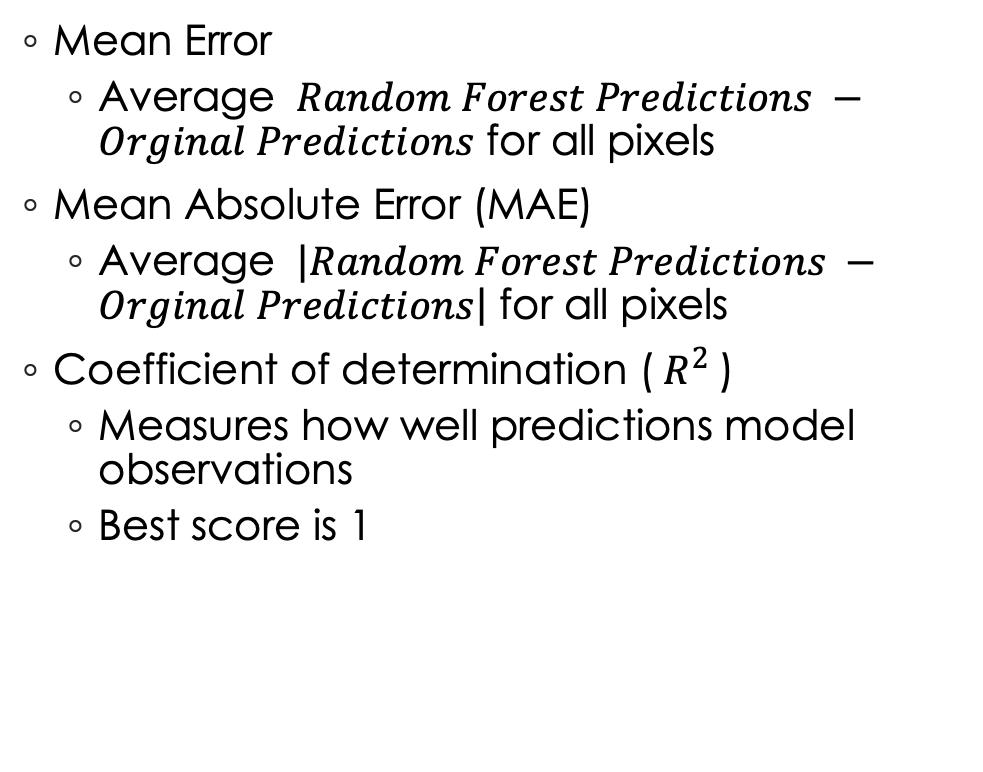 ◦ Mean Error
◦ Average Random Forest Predictions −
Orginal Predictions for all pixels
◦ Mean Absolute Error (MAE)
◦ Average |Random Forest Predictions −
Orginal Predictions| for all pixels
◦ Coefficient of determination ( R² )
◦ Measures how well predictions model
observations
◦ Best score is 1